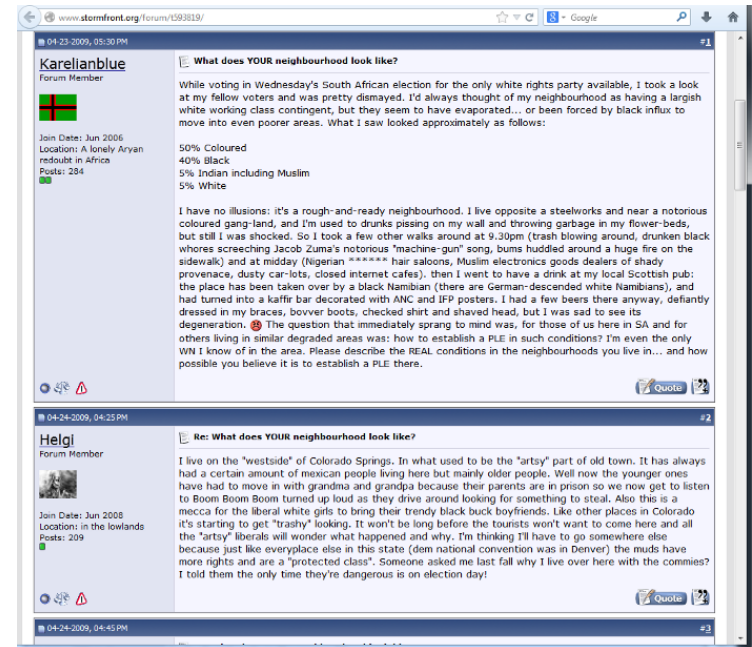 www.stormfront.org/forum/t593819/
Google
04-23-2009, 05:30 PM #1
Karelianblue
Forum Member
Join Date: Jun 2006
Location: A lonely Aryan
redoubt in Africa
Posts: 284
What does YOUR neighbourhood look like?
While voting in Wednesday's South African election for the only white rights party available, I took a look
at my fellow voters and was pretty dismayed. I'd always thought of my neighbourhood as having a largish
white working class contingent, but they seem to have evaporated... or been forced by black influx to
move into even poorer areas. What I saw looked approximately as follows:
50% Coloured
40% Black
5% Indian including Muslim
5% White
I have no illusions: it's a rough-and-ready neighbourhood. I live opposite a steelworks and near a notorious
coloured gang-land, and I'm used to drunks pissing on my wall and throwing garbage in my flower-beds,
but still I was shocked. So I took a few other walks around at 9.30pm (trash blowing around, drunken black
whores screeching Jacob Zuma's notorious "machine-gun" song, bums huddled around a huge fire on the
sidewalk) and at midday (Nigerian ****** hair saloons, Muslim electronics goods dealers of shady
provenace, dusty car-lots, closed internet cafes). then I went to have a drink at my local Scottish pub:
the place has been taken over by a black Namibian (there are German-descended white Namibians), and
had turned into a kaffir bar decorated with ANC and IFP posters. I had a few beers there anyway, defiantly
dressed in my braces, bovver boots, checked shirt and shaved head, but I was sad to see its
degeneration. The question that immediately sprang to mind was, for those of us here in SA and for
others living in similar degraded areas was: how to establish a PLE in such conditions? I'm even the only
WN I know of in the area. Please describe the REAL conditions in the neighbourhoods you live in... and how
possible you believe it is to establish a PLE there.
Quote
04-24-2009, 04:25 PM #2
Helgi
Forum Member
Join Date: Jun 2008
Location: in the lowlands
Posts: 209
Re: What does YOUR neighbourhood look like?
I live on the "westside" of Colorado Springs. In what used to be the "artsy" part of old town. It has always
had a certain amount of mexican people living here but mainly older people. Well now the younger ones
have had to move in with grandma and grandpa because their parents are in prison so we now get to listen
to Boom Boom Boom turned up loud as they drive around looking for something to steal. Also this is a
mecca for the liberal white girls to bring their trendy black buck boyfriends. Like other places in Colorado
it's starting to get "trashy" looking. It won't be long before the tourists won't want to come here and all
the "artsy" liberals will wonder what happened and why. I'm thinking I'll have to go somewhere else
because just like everyplace else in this state (dem national convention was in Denver) the muds have
more rights and are a "protected class". Someone asked me last fall why I live over here with the commies?
I told them the only time they're dangerous is on election day!
Quote
04-24-2009, 04:45 PM #3